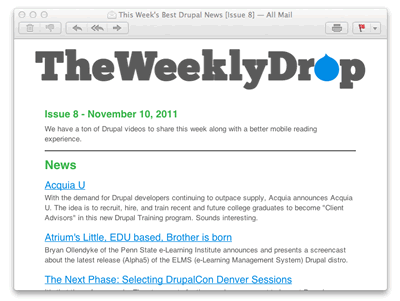 This Week's Best Drupal News [Issue 8] — All Mail
TheWeeklyDrop
Issue 8 - November 10, 2011
We have a ton of Drupal videos to share this week along with a better mobile reading
experience.
News
Acquia U
With the demand for Drupal developers continuing to outpace supply, Acquia announces Acquia
U. The idea is to recruit, hire, and train recent and future college graduates to become "Client
Advisors" in this new Drupal Training program. Sounds interesting.
Atrium's Little, EDU based, Brother is born
Bryan Ollendyke of the Penn State e-Learning Institute announces and presents a screencast
about the latest release (Alpha5) of the ELMS (e-Learning Management System) Drupal distro.
The Next Phase: Selecting DrupalCon Denver Sessions